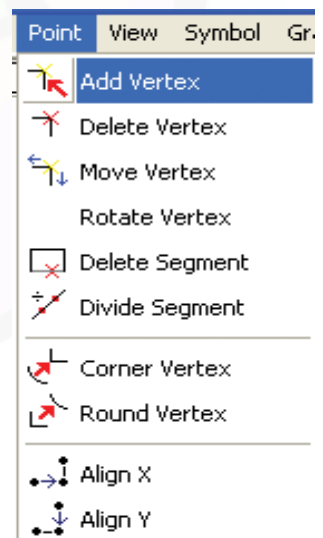 Point View Symbol
Add Vertex
Delete Vertex
Move Vertex
Rotate Vertex
Delete Segment
Divide Segment
Corner Vertex
Round Vertex
Align X
Align Y